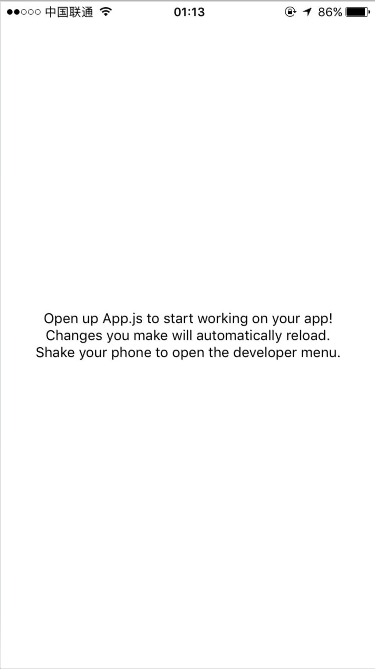 中国联通 01:13 86%
Open up App.js to start working on your app!
Changes you make will automatically reload.
Shake your phone to open the developer menu.